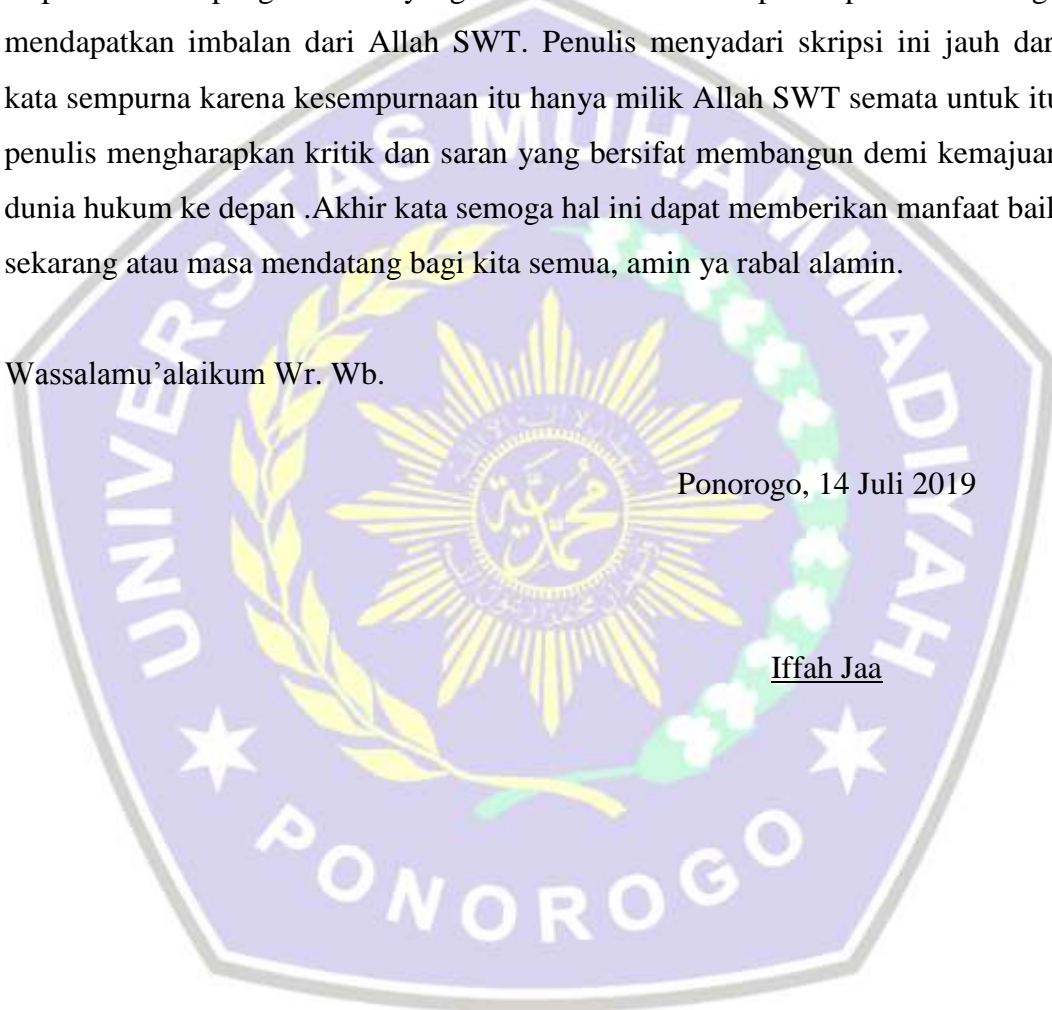 mendapatkan imbalan dari Allah SWT. Penulis menyadari skripsi ini jauh dar
kata sempurna karena kesempurnaan itu hanya milik Allah SWT semata untuk itu
penulis mengharapkan kritik dan saran yang bersifat membangun demi kemajuan
dunia hukum ke depan .Akhir kata semoga hal ini dapat memberikan manfaat baik
sekarang atau masa mendatang bagi kita semua, amin ya rabal alamin.
Wassalamu’alaikum Wr. Wb.
Ponorogo, 14 Juli 2019
Iffah Jaa
UNIVERSITAS MUHAMMADIYAH
PONOROGO
محمدية